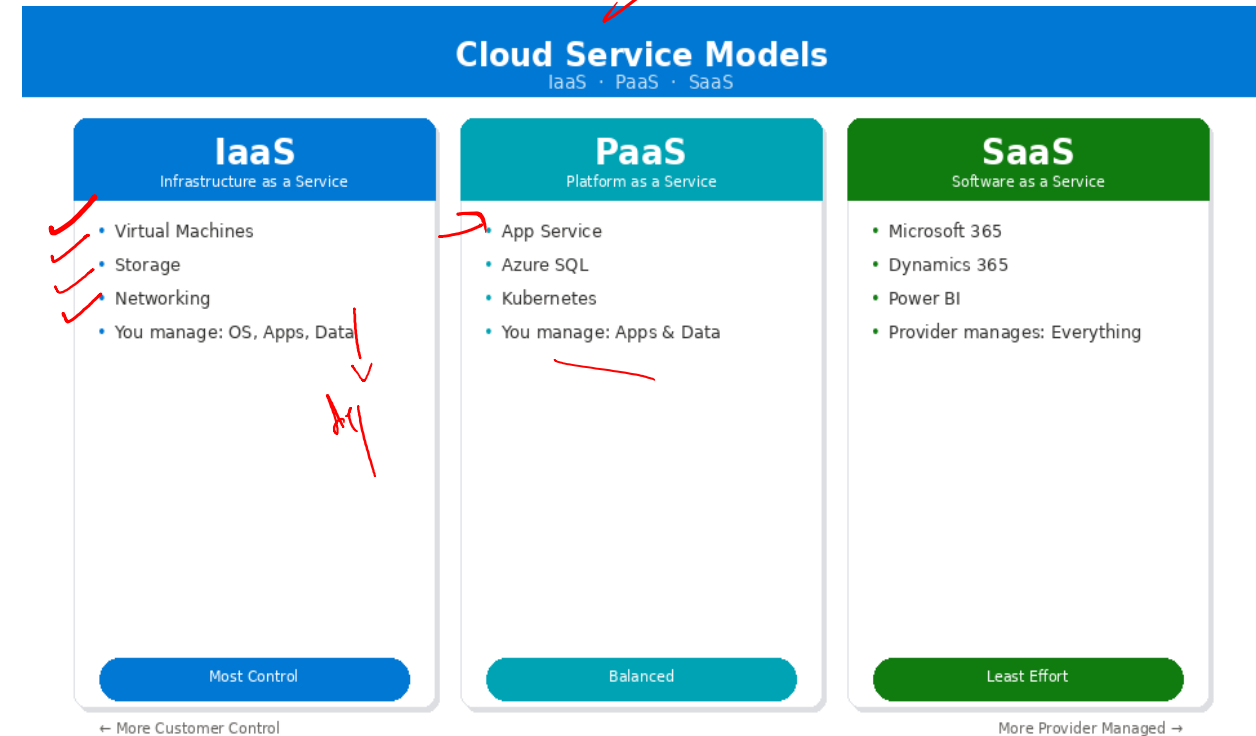 Cloud Service Models
IaaS · PaaS · SaaS
IaaS
Infrastructure as a Service
• Virtual Machines
• Storage
• Networking
• You manage: OS, Apps, Data
Most Control
PaaS
Platform as a Service
• App Service
• Azure SQL
• Kubernetes
• You manage: Apps & Data
Balanced
SaaS
Software as a Service
• Microsoft 365
• Dynamics 365
• Power BI
• Provider manages: Everything
Least Effort
← More Customer Control
More Provider Managed →